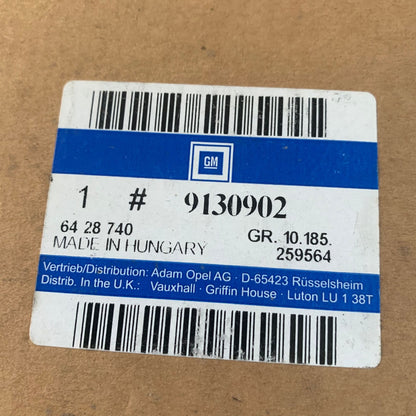 GM
1 # 9130902
64 28 740 GR. 10.185.
MADE IN HUNGARY 259564
Vertrieb/Distribution: Adam Opel AG · D-65423 Rüsselsheim
Distrib. In the U.K.: Vauxhall · Griffin House · Luton LU 1 38T